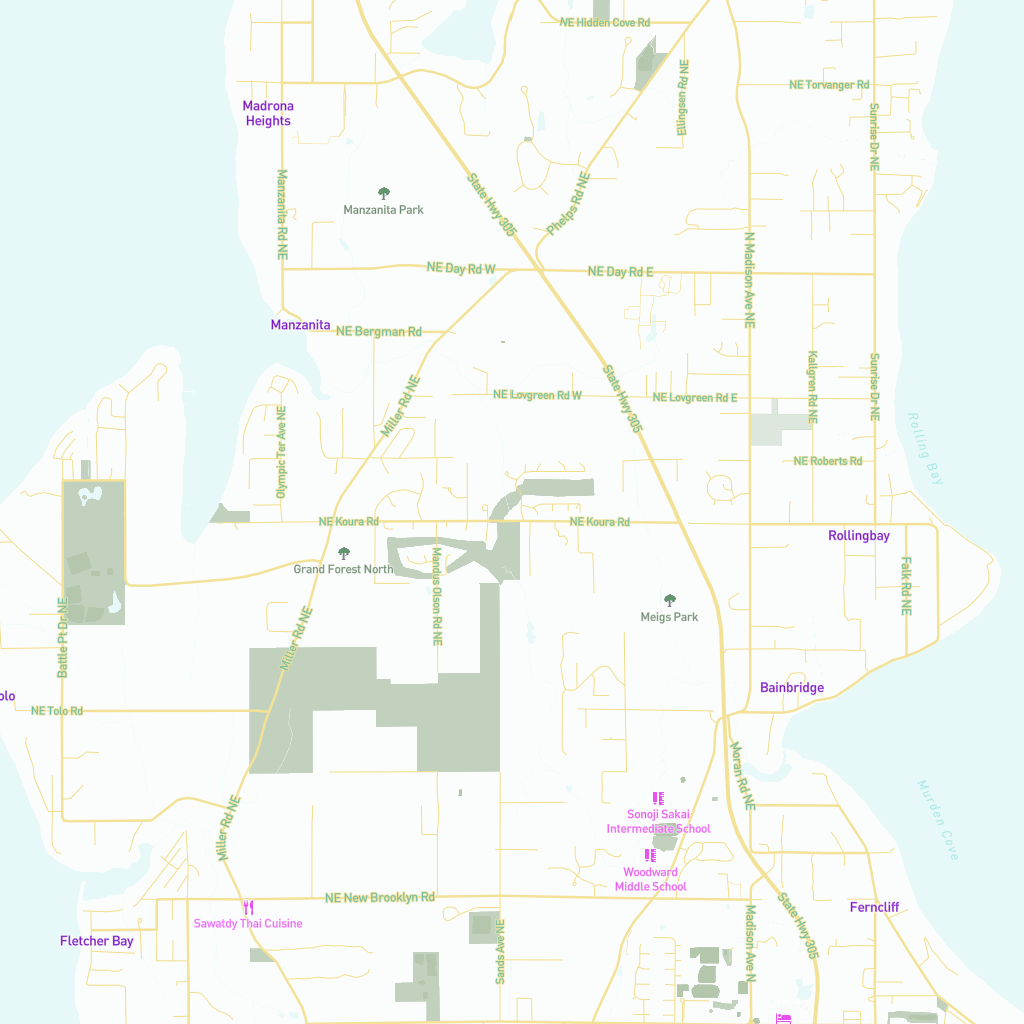 NE Hidden Cove Rd
NE Torvanger Rd
Ellingsen Rd NE
Madrona
Heights
Sunrise Dr NE
Manzanita Rd NE
Manzanita Park
State Hwy 305
Phelps Rd NE
N Madison Ave NE
NE Day Rd W
NE Day Rd E
Manzanita
NE Bergman Rd
Miller Rd NE
State Hwy 305
Kallgren Rd NE
Sunrise Dr NE
NE Lovgreen Rd W
NE Lovgreen Rd E
Olympic Ter Ave NE
Rolling Bay
NE Roberts Rd
NE Koura Rd
NE Koura Rd
Rollingbay
Grand Forest North
Mandus Olson Rd NE
Falk Rd NE
Meigs Park
Battle Pt Dr NE
Miller Rd NE
Bainbridge
olo
NE Tolo Rd
Moran Rd NE
Murden Cove
Miller Rd NE
Sonoji Sakai
Intermediate School
Woodward
Middle School
NE New Brooklyn Rd
Sawatdy Thai Cuisine
Ferncliff
Fletcher Bay
Sands Ave NE
Madison Ave N
State Hwy 305